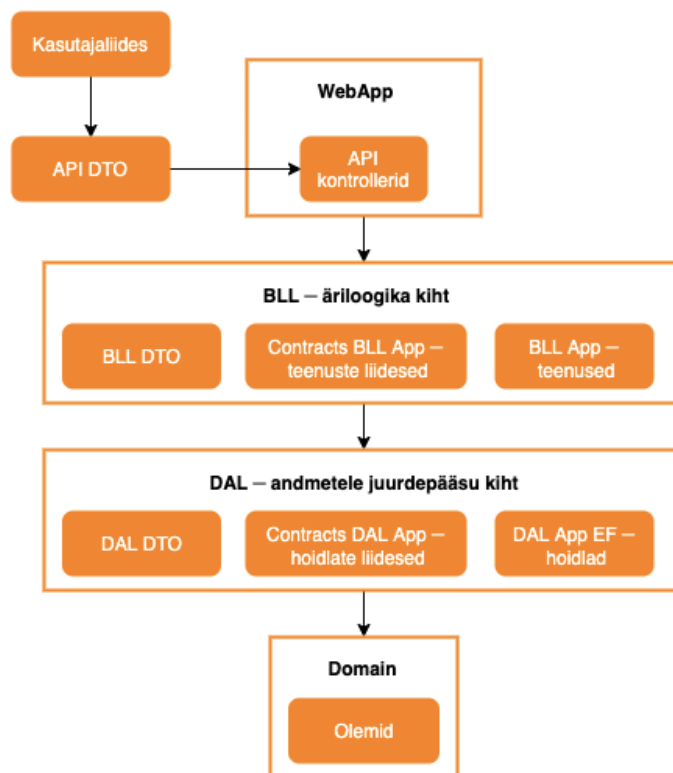 Kasutajaliides
WebApp
API DTO
API
kontrollerid
BLL — äriloogika kiht
BLL DTO
Contracts BLL App —
teenuste liidesed
BLL App —
teenused
DAL — andmetele juurdepääsu kiht
DAL DTO
Contracts DAL App —
hoidlate liidesed
DAL App EF —
hoidlad
Domain
Olemid